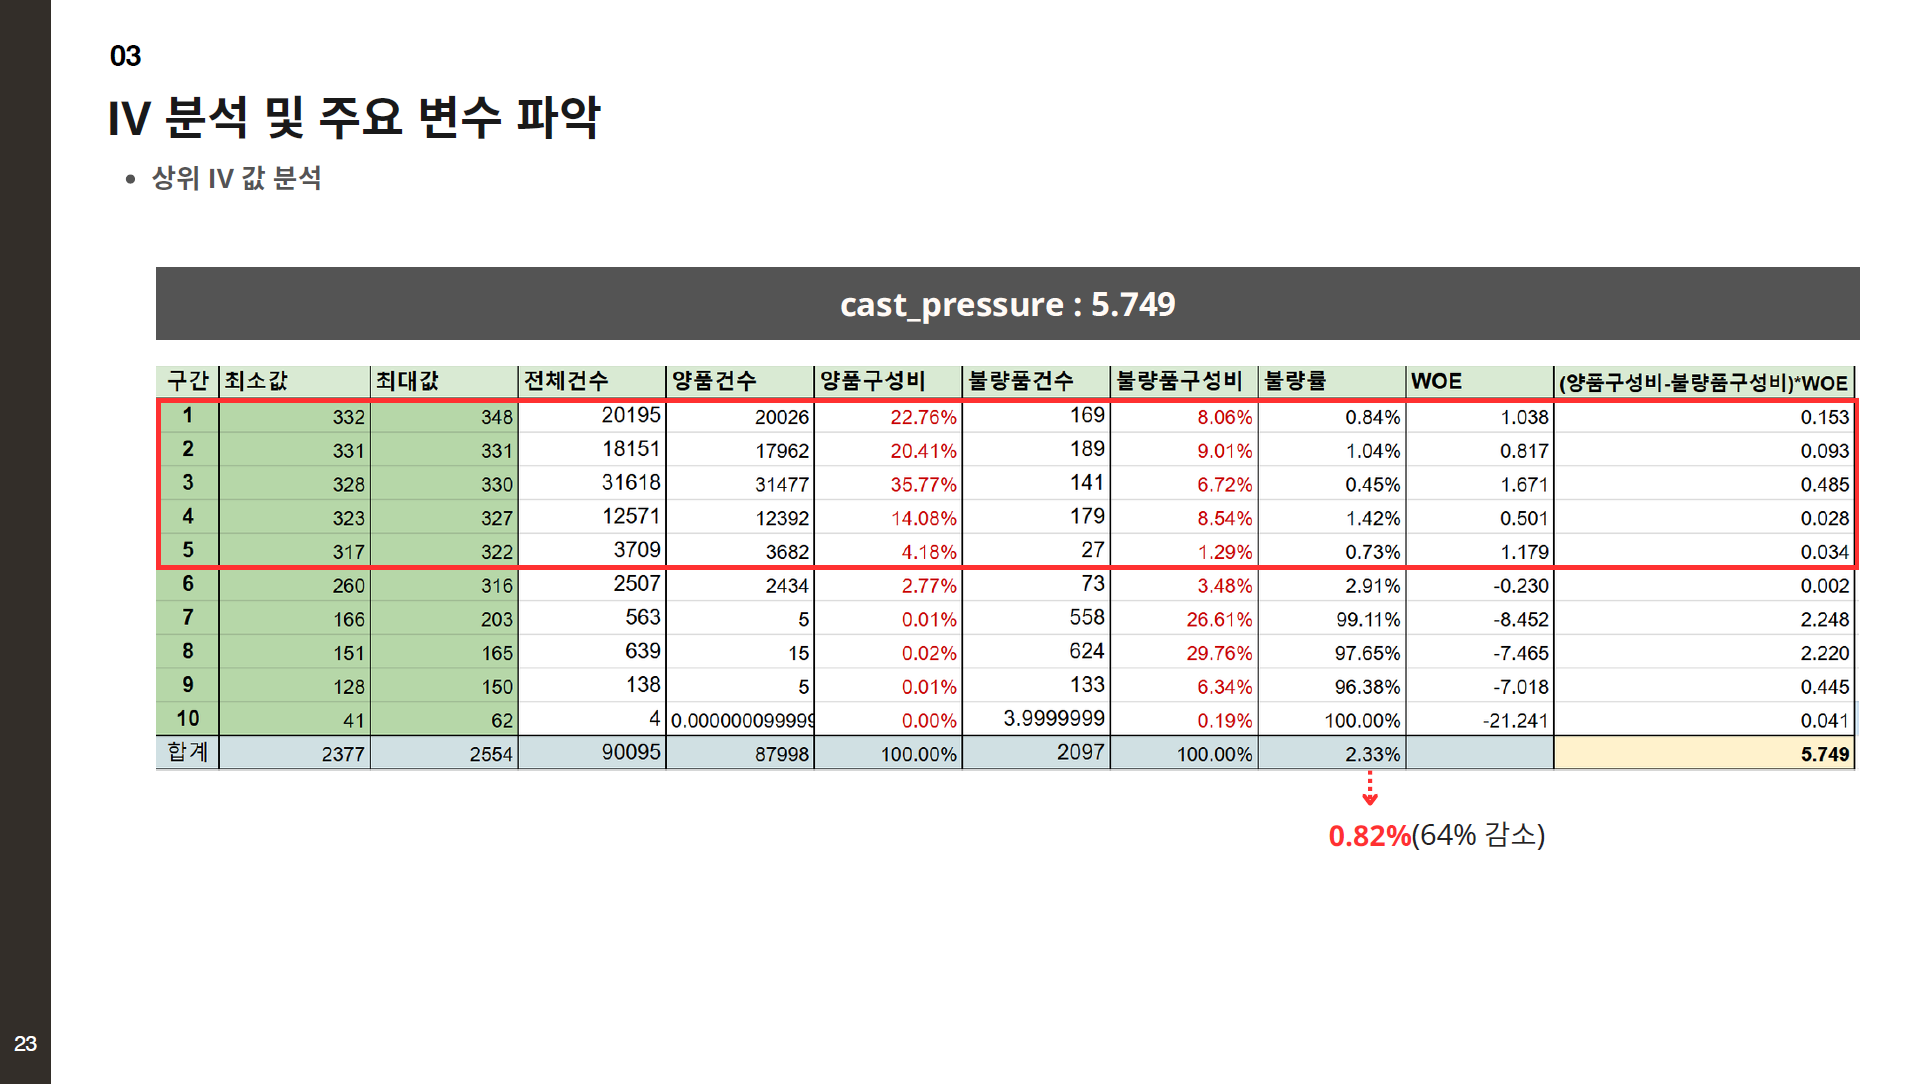 03
IV 분석 및 주요 변수 파악
• 상위 IV 값 분석
cast_pressure : 5.749
구간 최소값 최대값 전체건수 양품건수 양품구성비 불량품건수 불량품구성비 불량률 WOE (양품구성비-불량품구성비)*WOE
1 332 348 20195 20026 22.76% 169 8.06% 0.84% 1.038 0.153
2 331 331 18151 17962 20.41% 189 9.01% 1.04% 0.817 0.093
3 328 330 31618 31477 35.77% 141 6.72% 0.45% 1.671 0.485
4 323 327 12571 12392 14.08% 179 8.54% 1.42% 0.501 0.028
5 317 322 3709 3682 4.18% 27 1.29% 0.73% 1.179 0.034
6 260 316 2507 2434 2.77% 73 3.48% 2.91% -0.230 0.002
7 166 203 563 5 0.01% 558 26.61% 99.11% -8.452 2.248
8 151 165 639 15 0.02% 624 29.76% 97.65% -7.465 2.220
9 128 150 138 5 0.01% 133 6.34% 96.38% -7.018 0.445
10 41 62 4 0.000000099999 0.00% 3.9999999 0.19% 100.00% -21.241 0.041
합계 2377 2554 90095 87998 100.00% 2097 100.00% 2.33% 5.749
0.82%(64% 감소)
23